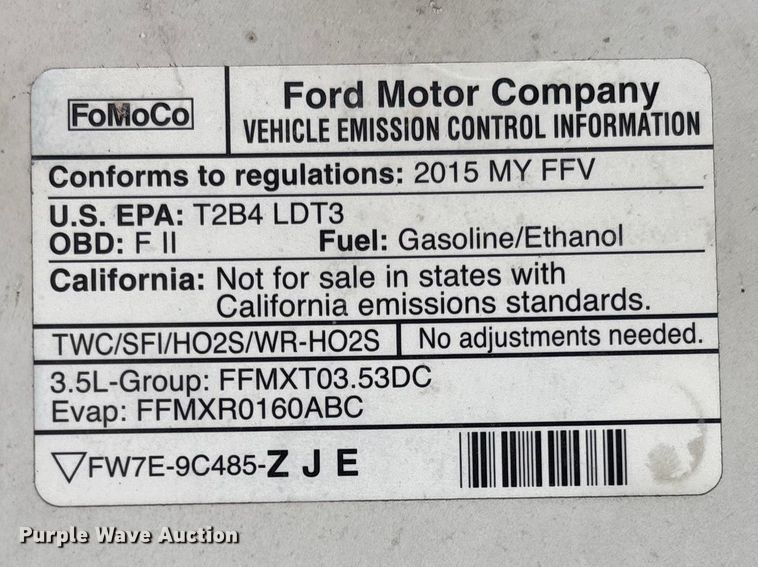 FoMoCo
Ford Motor Company
VEHICLE EMISSION CONTROL INFORMATION
Conforms to regulations: 2015 MY FFV
U.S. EPA: T2B4 LDT3
OBD: F II Fuel: Gasoline/Ethanol
California: Not for sale in states with
California emissions standards.
TWC/SFI/HO2S/WR-HO2S No adjustments needed.
3.5L-Group: FFMXT03.53DC
Evap: FFMXR0160ABC
▽FW7E-9C485-Z J E
Purple Wave Auction